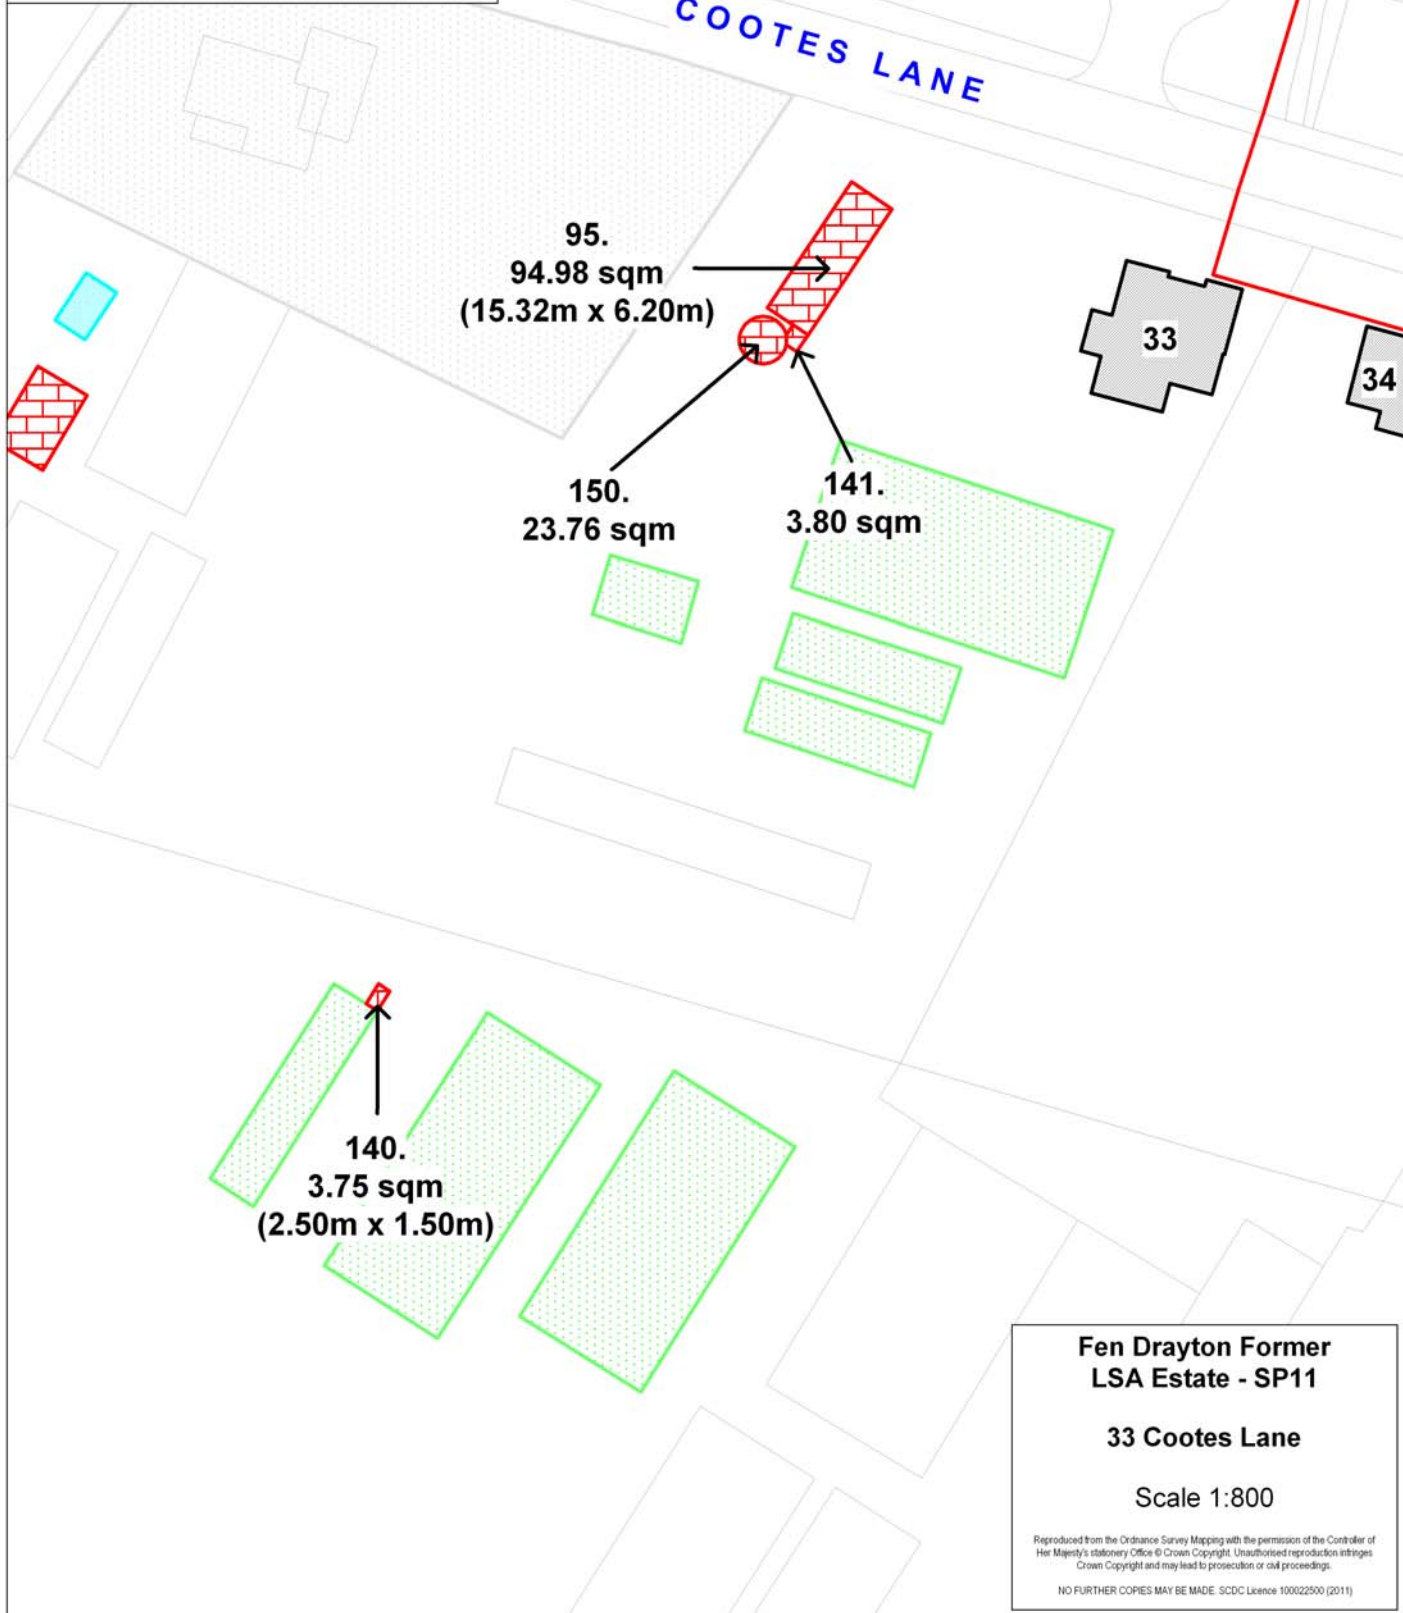 COOTES LANE
95.
94.98 sqm
(15.32m x 6.20m)
33
34
150.
23.76 sqm
141.
3.80 sqm
140.
3.75 sqm
(2.50m x 1.50m)
Fen Drayton Former
LSA Estate - SP11
33 Cootes Lane
Scale 1:800
Reproduced from the Ordnance Survey Mapping with the permission of the Controller of
Her Majesty's stationery Office © Crown Copyright. Unauthorised reproduction infringes
Crown Copyright and may lead to prosecution or civil proceedings.
NO FURTHER COPIES MAY BE MADE. SCDC Licence 100022500 (2011)